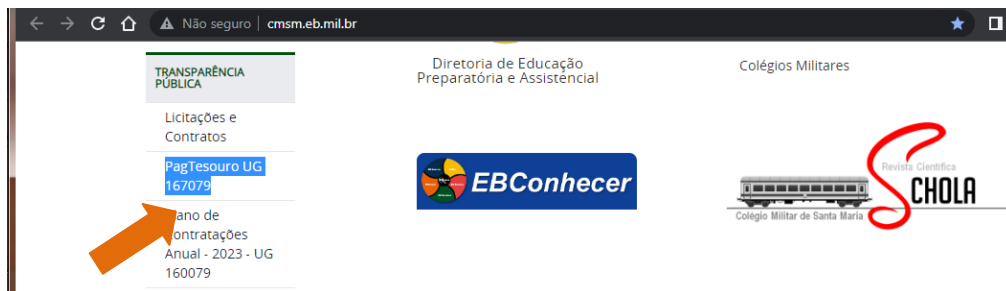 Não seguro | cmsm.eb.mil.br
TRANSPARÊNCIA
PÚBLICA
Licitações e
Contratos
PagTesouro UG
167079
ano de
ontratações
Anual - 2023 - UG
160079
Diretoria de Educação
Preparatória e Assistencial
EBConhecer
Colégios Militares
Revista Científica
SCHOLA
Colégio Militar de Santa Maria